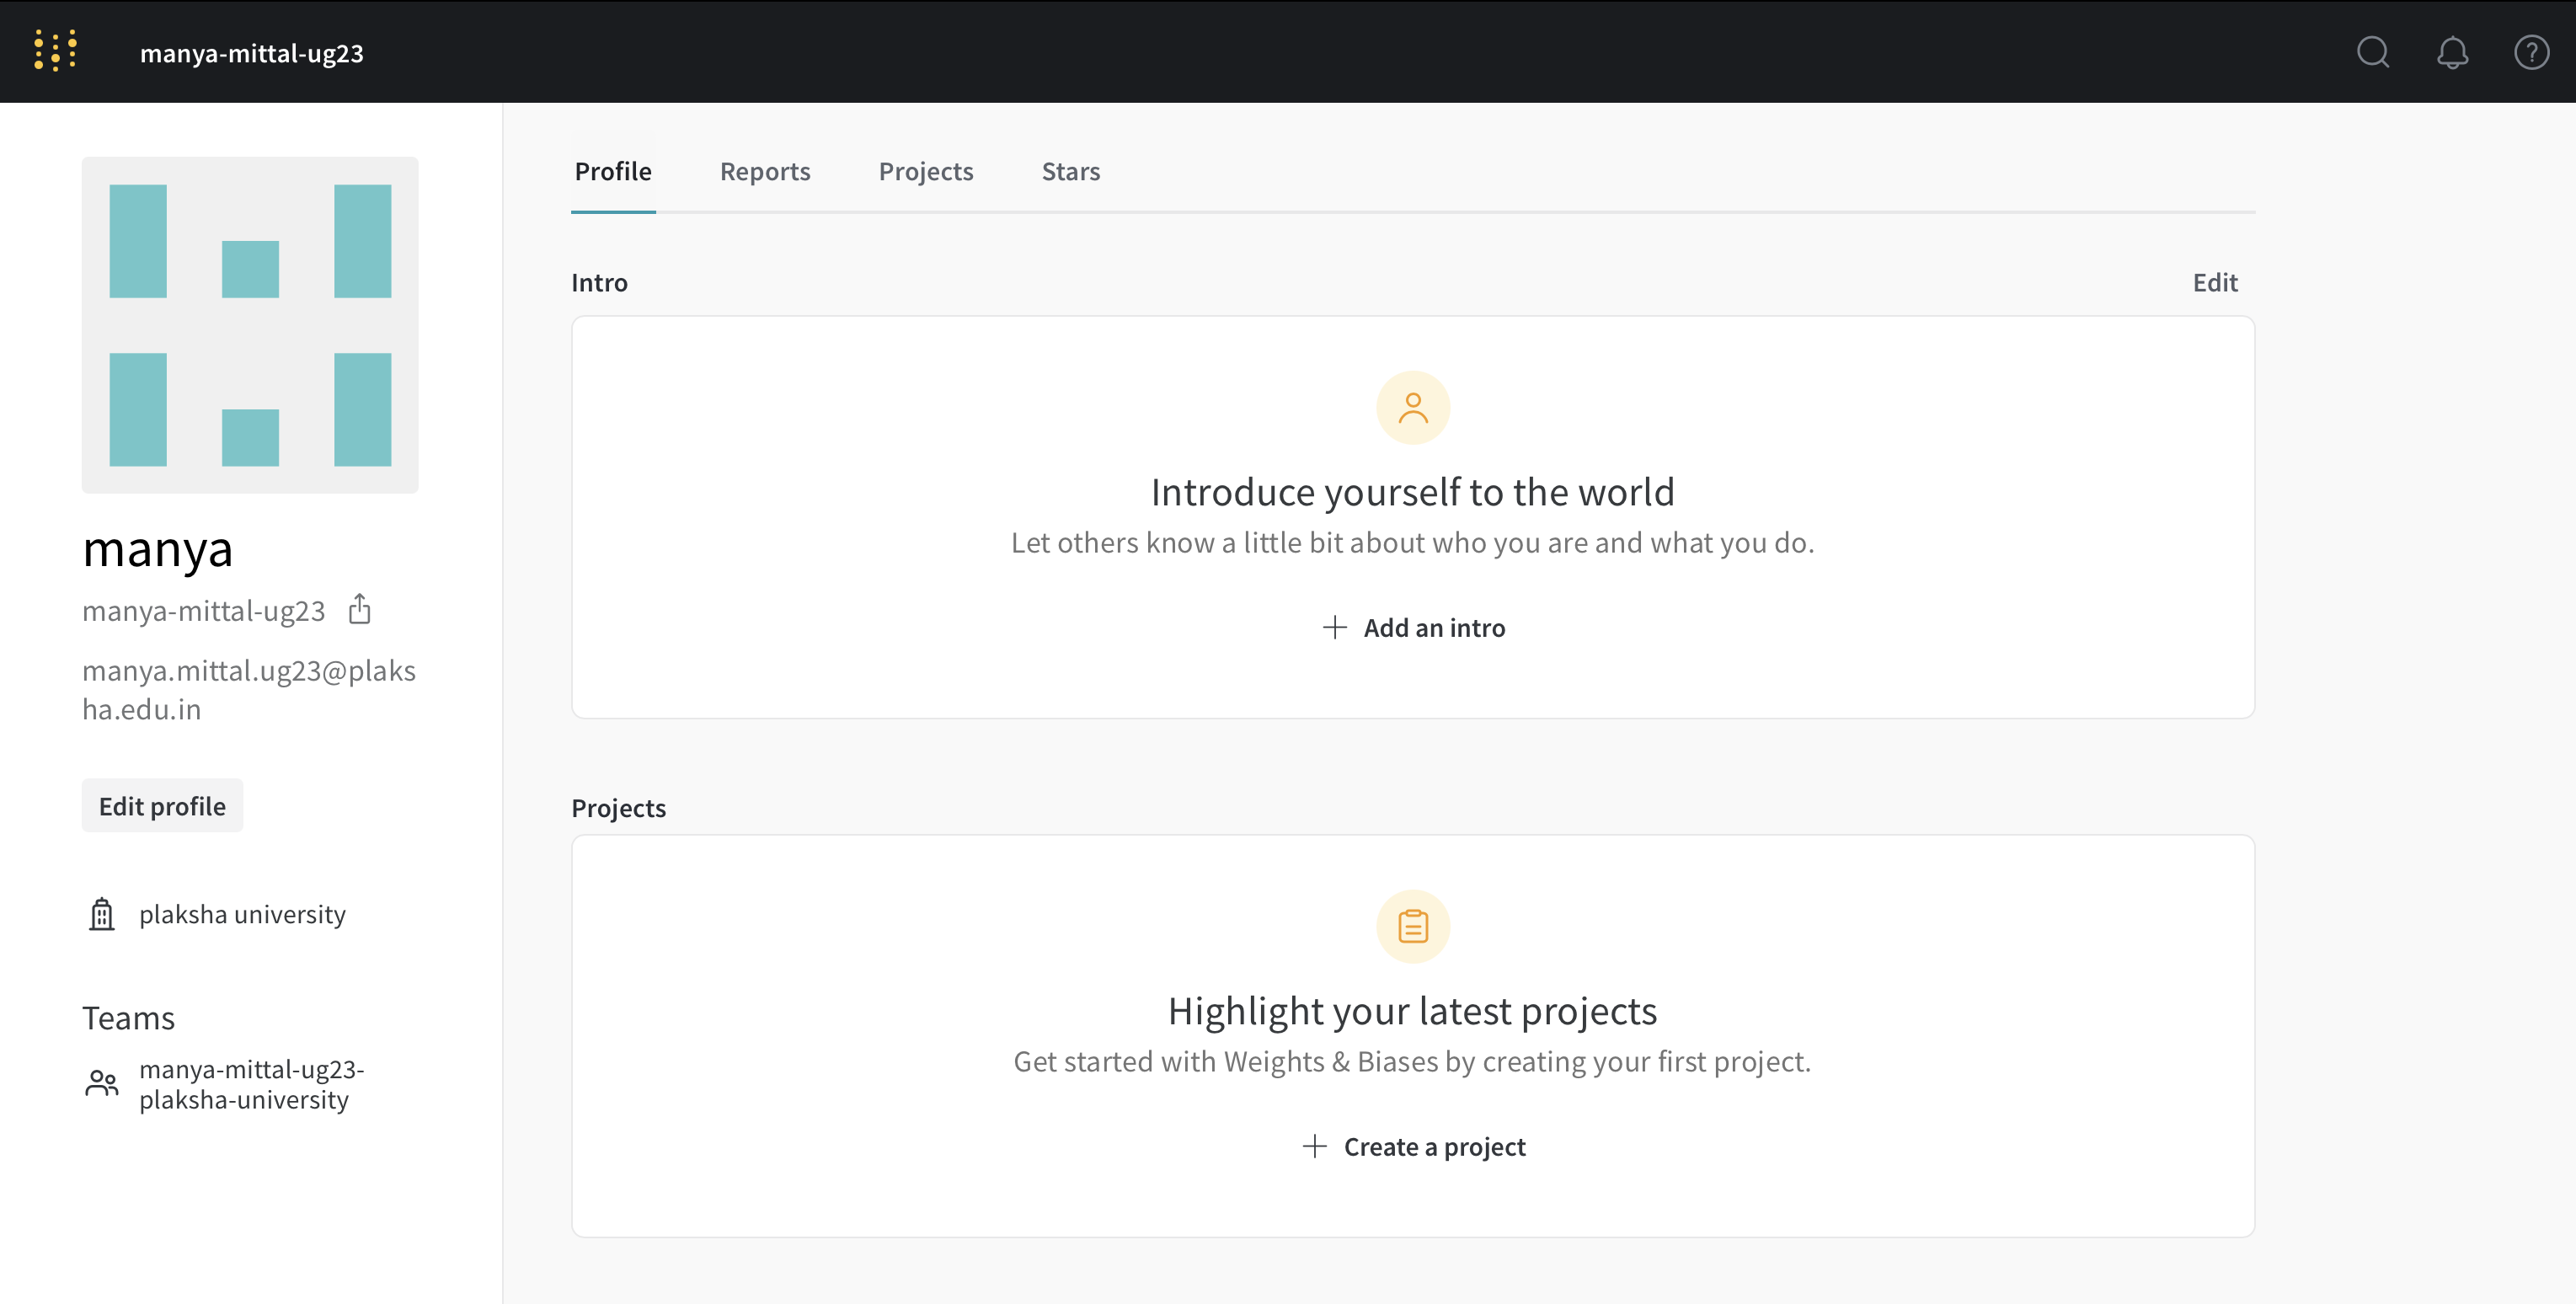 manya-mittal-ug23
manya
manya-mittal-ug23
manya.mittal.ug23@plaks
ha.edu.in
Edit profile
plaksha university
Teams
manya-mittal-ug23-
plaksha-university
Profile Reports Projects Stars
Intro Edit
Introduce yourself to the world
Let others know a little bit about who you are and what you do.
Add an intro
Projects
Highlight your latest projects
Get started with Weights & Biases by creating your first project.
Create a project